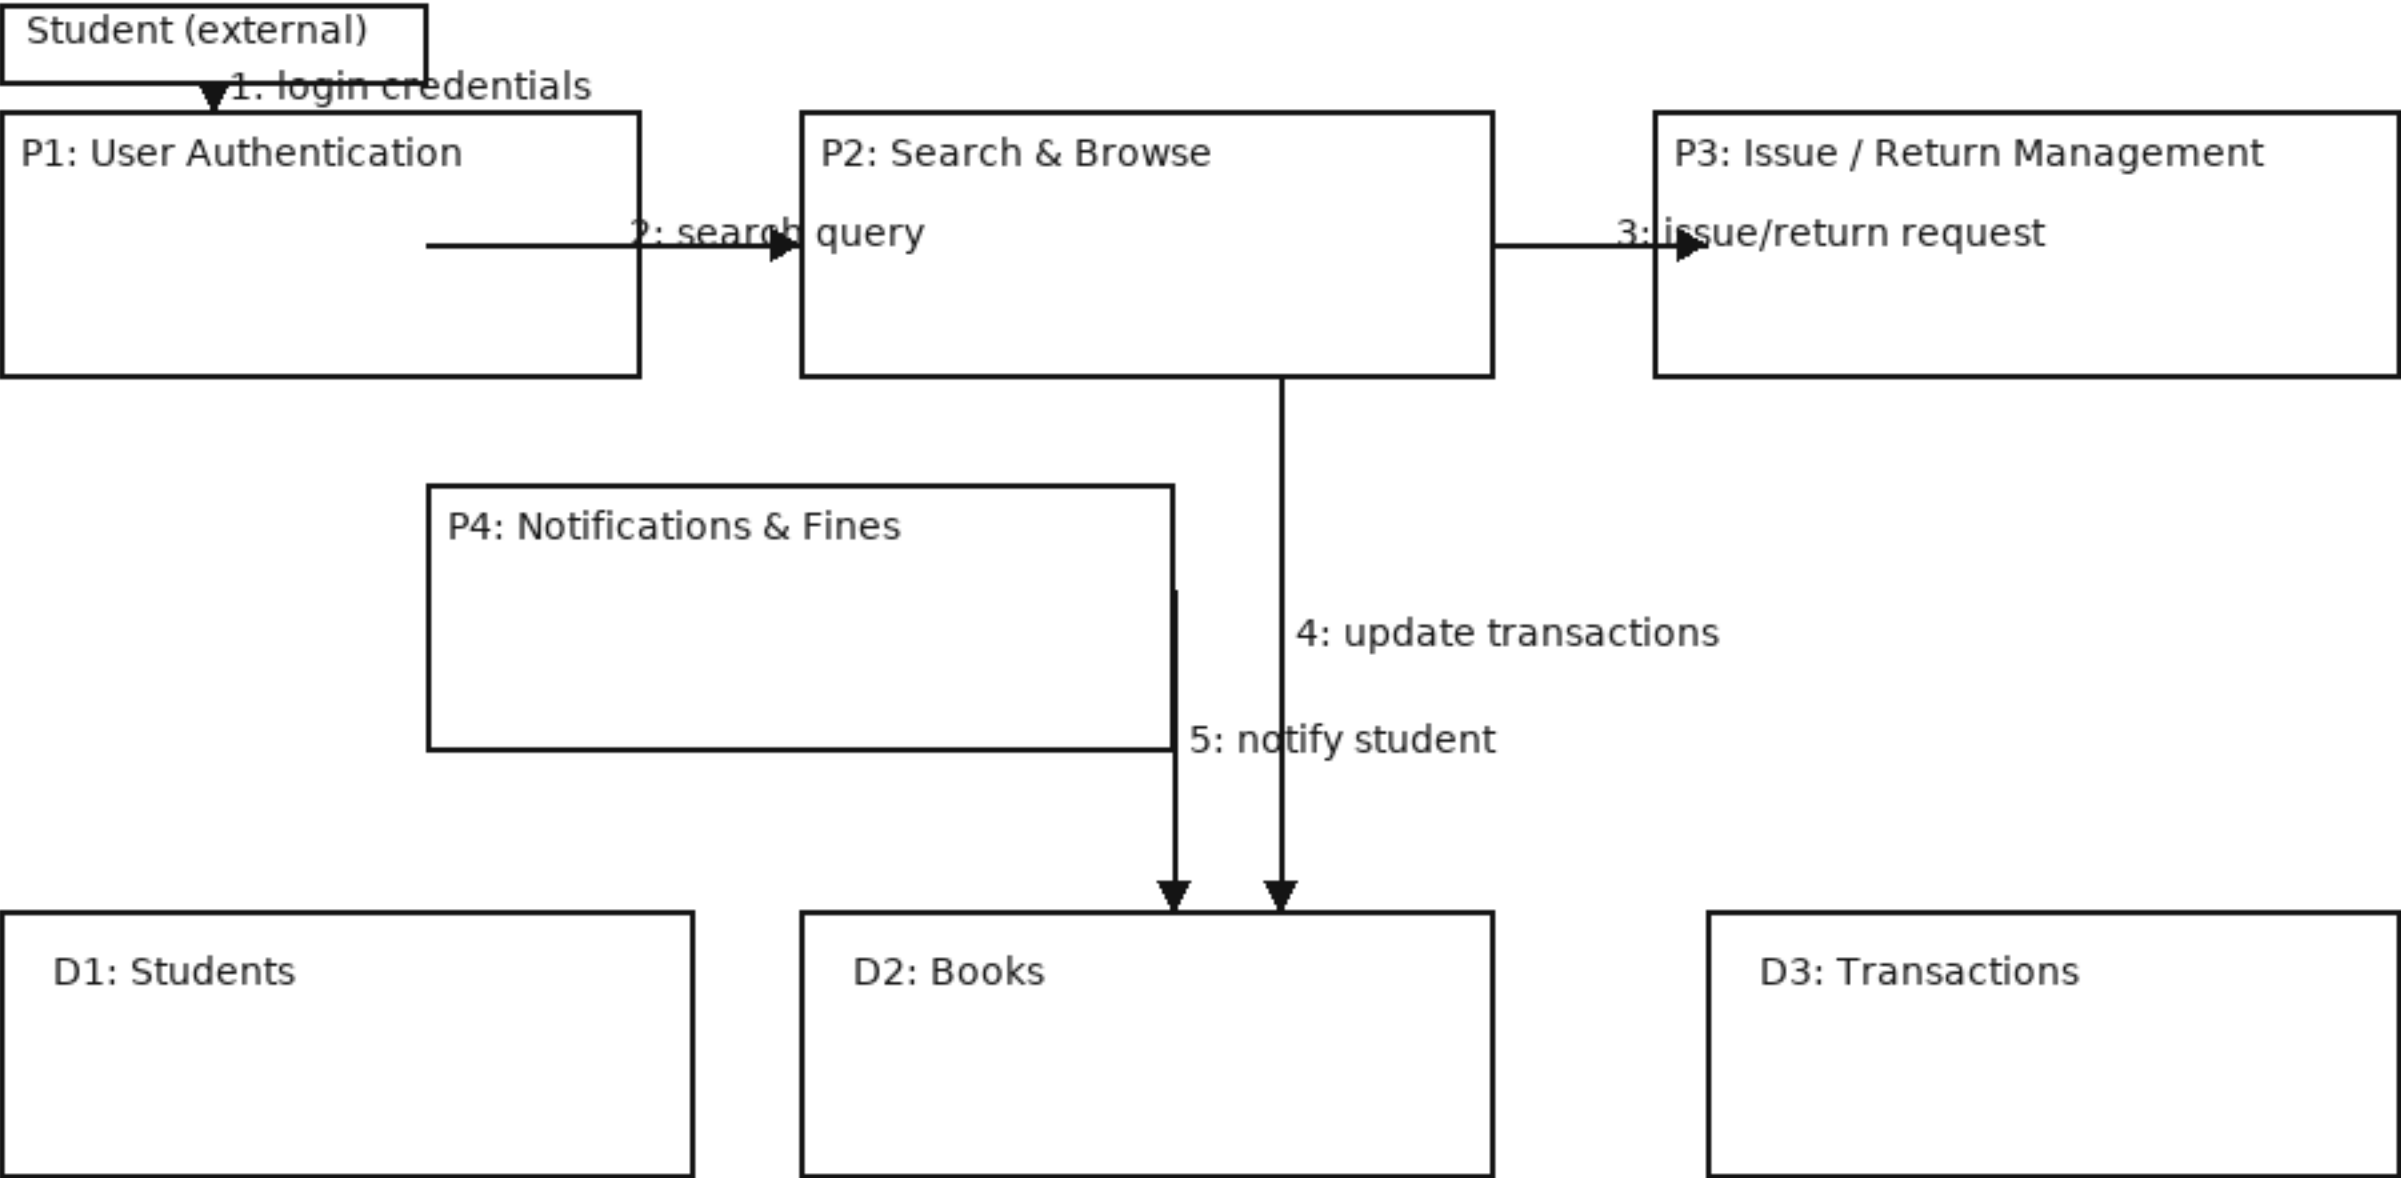 Student (external)
1: login credentials
P1: User Authentication
P2: Search & Browse
P3: Issue / Return Management
2: search query
3: issue/return request
P4: Notifications & Fines
4: update transactions
5: notify student
D1: Students
D2: Books
D3: Transactions